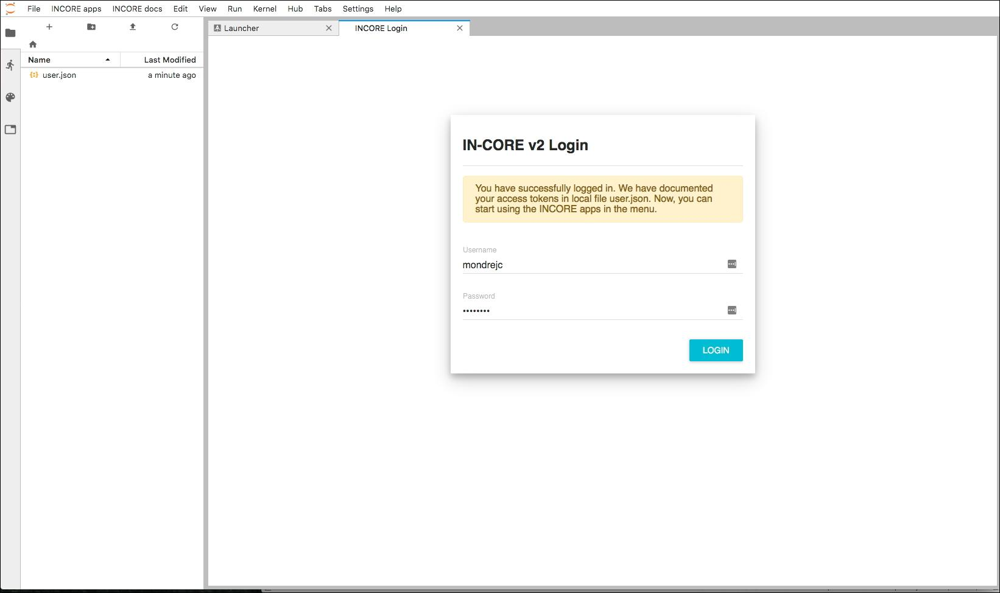 File INCORE apps INCORE docs Edit View Run Kernel Hub Tabs Settings Help
Launcher INCORE Login
Name Last Modified
user.json a minute ago
IN-CORE v2 Login
You have successfully logged in. We have documented
your access tokens in local file user.json. Now, you can
start using the INCORE apps in the menu.
Username
mondrejc
Password
••••••••
LOGIN